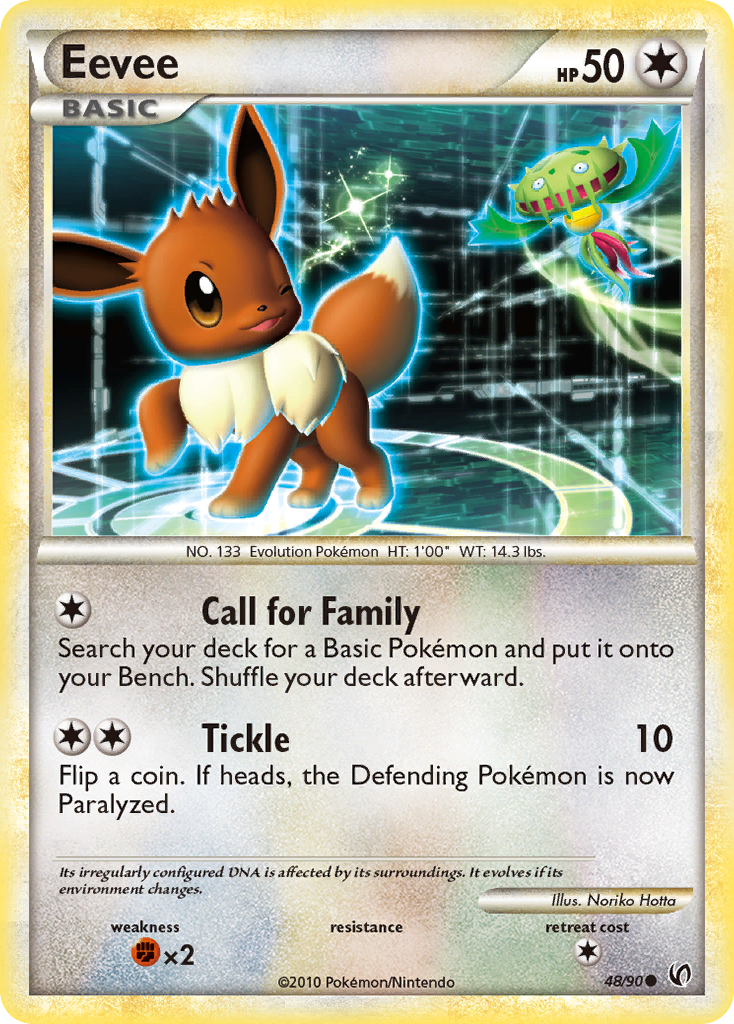 Eevee
HP 50
BASIC
NO. 133 Evolution Pokémon HT: 1'00" WT: 14.3 lbs.
Call for Family
Search your deck for a Basic Pokémon and put it onto
your Bench. Shuffle your deck afterward.
Tickle 10
Flip a coin. If heads, the Defending Pokémon is now
Paralyzed.
Its irregularly configured DNA is affected by its surroundings. It evolves if its
environment changes.
Illus. Noriko Hotta
weakness resistance retreat cost
×2
©2010 Pokémon/Nintendo 48/90